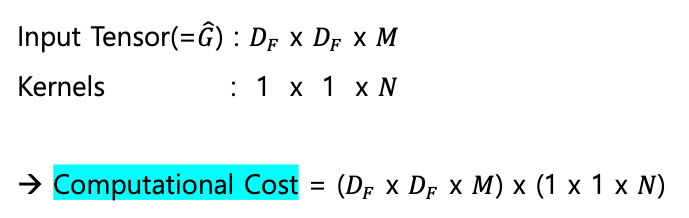 Input Tensor(=Ĝ) : D_F x D_F x M
Kernels : 1 x 1 x N
→ Computational Cost = (D_F x D_F x M) x (1 x 1 x N)